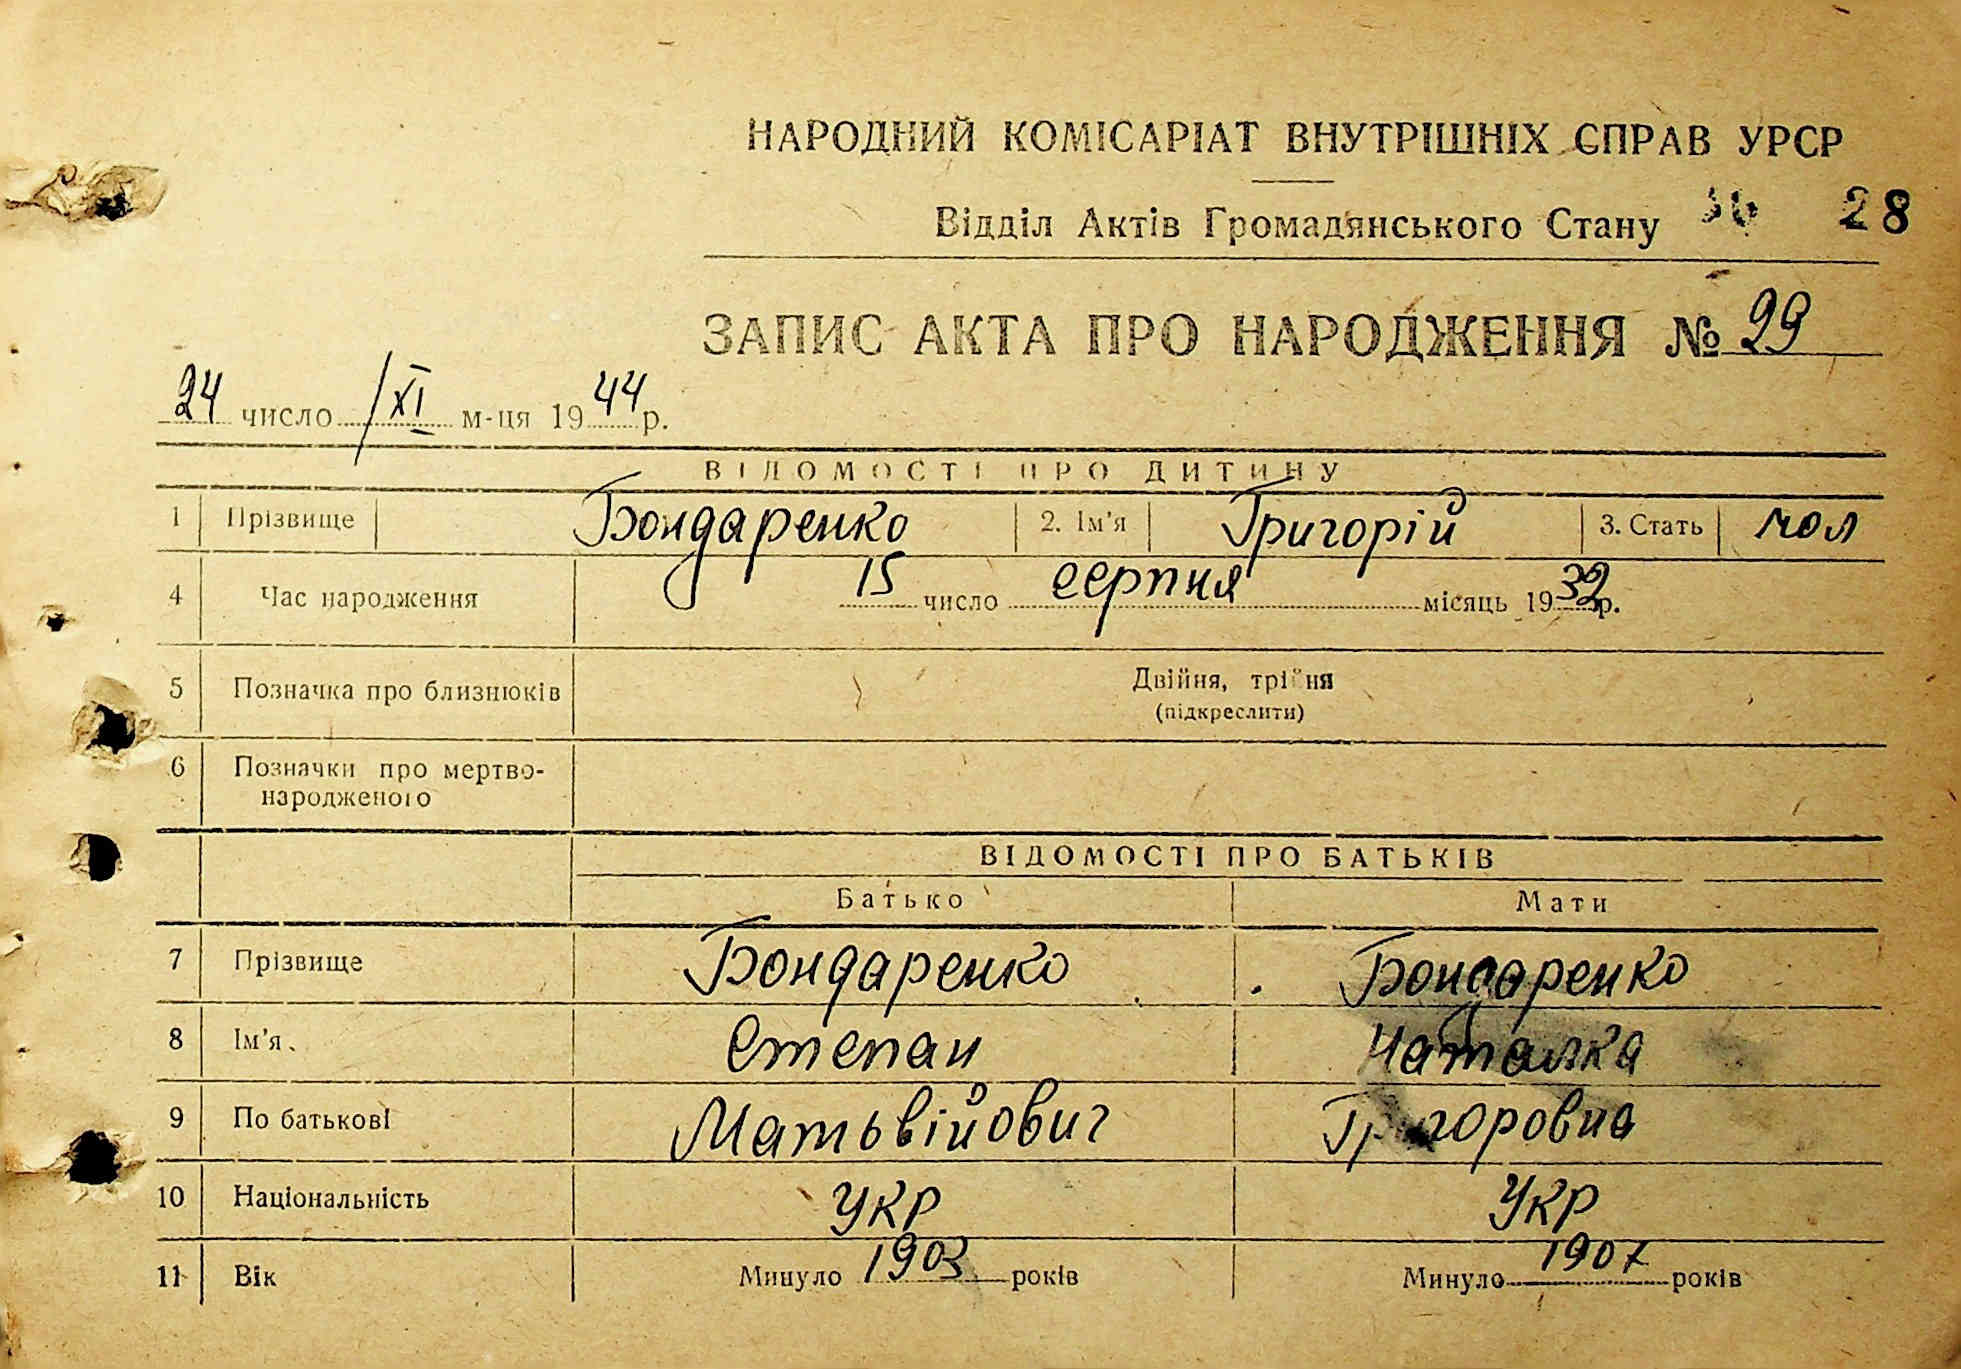 НАРОДНИЙ КОМІСАРІАТ ВНУТРІШНІХ СПРАВ УРСР
Відділ Актів Громадянського Стану 28
ЗАПИС АКТА ПРО НАРОДЖЕННЯ № 29
24 число / XI м-ця 1944 р.
ВІДОМОСТІ ПРО ДИТИНУ
1 Прізвище Бондаренко 2. Ім'я Григорій 3. Стать чол
4 Час народження 15 число серпня місяць 1932 р.
5 Позначка про близнюків Двійня, трійня
(підкреслити)
6 Позначки про мертво-
народженого
ВІДОМОСТІ ПРО БАТЬКІВ
Батько Мати
7 Прізвище Бондаренко Бондаренко
8 Ім'я Степан Наталка
9 По батькові Матьвійович Григоровна
10 Національність Укр Укр
11 Вік Минуло 1903 років Минуло 1907 років